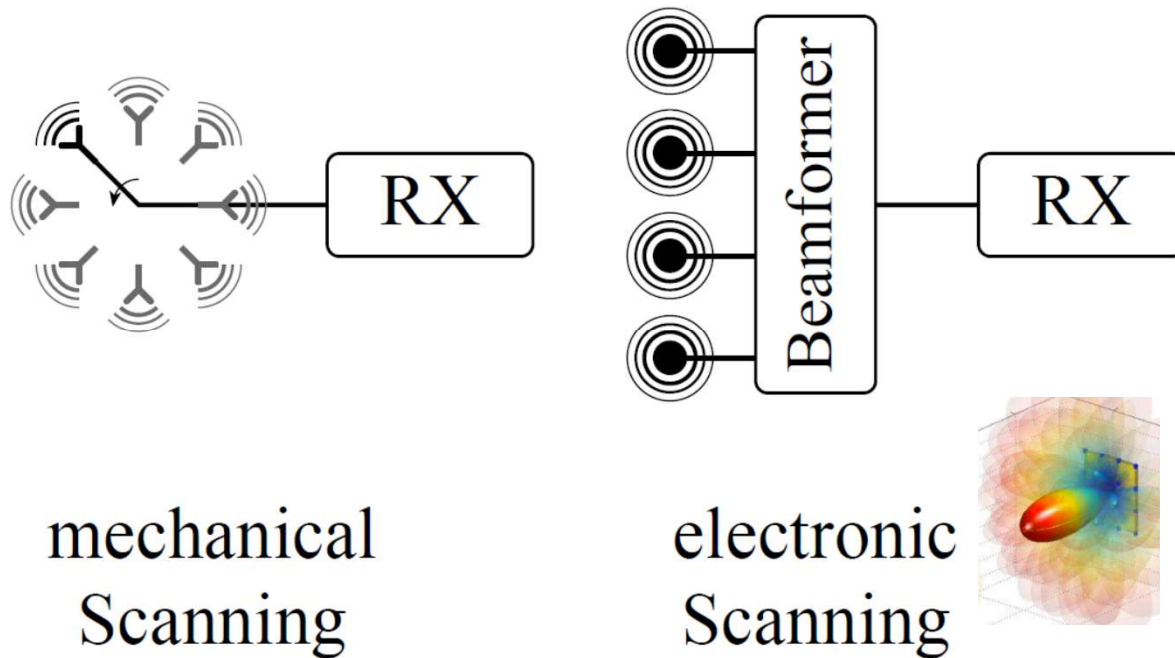 RX
Beamformer
RX
mechanical
Scanning
electronic
Scanning